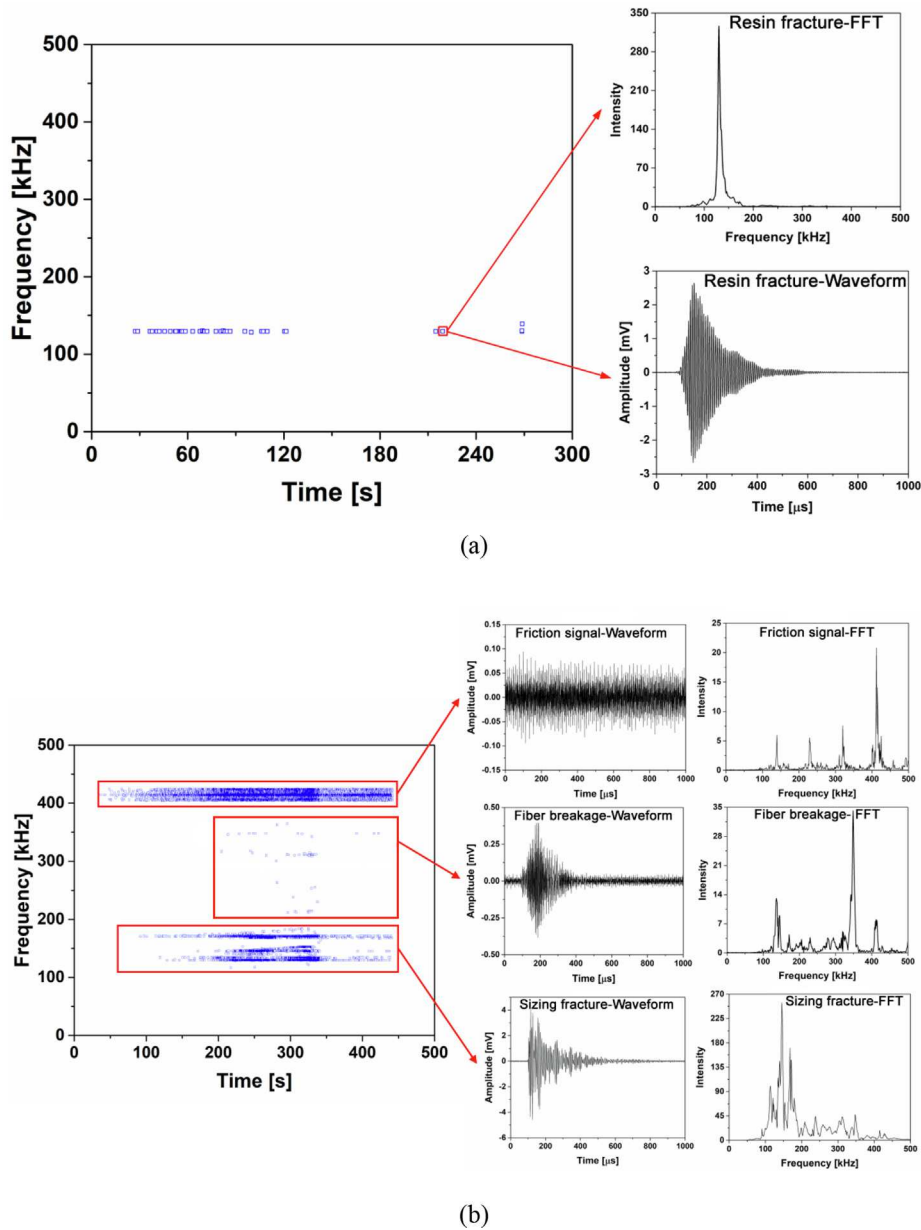 500
400
300
200
100
0
Frequency [kHz]
0 60 120 180 240 300
Time [s]
Resin fracture-FFT
350
280
210
140
70
0
Intensity
0 100 200 300 400 500
Frequency [kHz]
Resin fracture-Waveform
3
2
1
0
-1
-2
-3
Amplitude [mV]
0 200 400 600 800 1000
Time [μs]
(a)
500
400
300
200
100
0
Frequency [kHz]
0 100 200 300 400 500
Time [s]
Friction signal-Waveform
0.15
0.10
0.05
0.00
-0.05
-0.10
-0.15
Amplitude [mV]
0 200 400 600 800 1000
Time [μs]
Friction signal-FFT
25
20
15
10
5
0
Intensity
0 100 200 300 400 500
Frequency [kHz]
Fiber breakage-Waveform
0.50
0.25
0.00
-0.25
-0.50
Amplitude [mV]
0 200 400 600 800 1000
Time [μs]
Fiber breakage- FFT
35
28
21
14
7
0
Intensity
0 100 200 300 400 500
Frequency [kHz]
Sizing fracture-Waveform
4
2
0
-2
-4
-6
Amplitude [mV]
0 200 400 600 800 1000
Time [μs]
Sizing fracture-FFT
270
225
180
135
90
45
0
Intensity
0 100 200 300 400 500
Frequency [kHz]
(b)